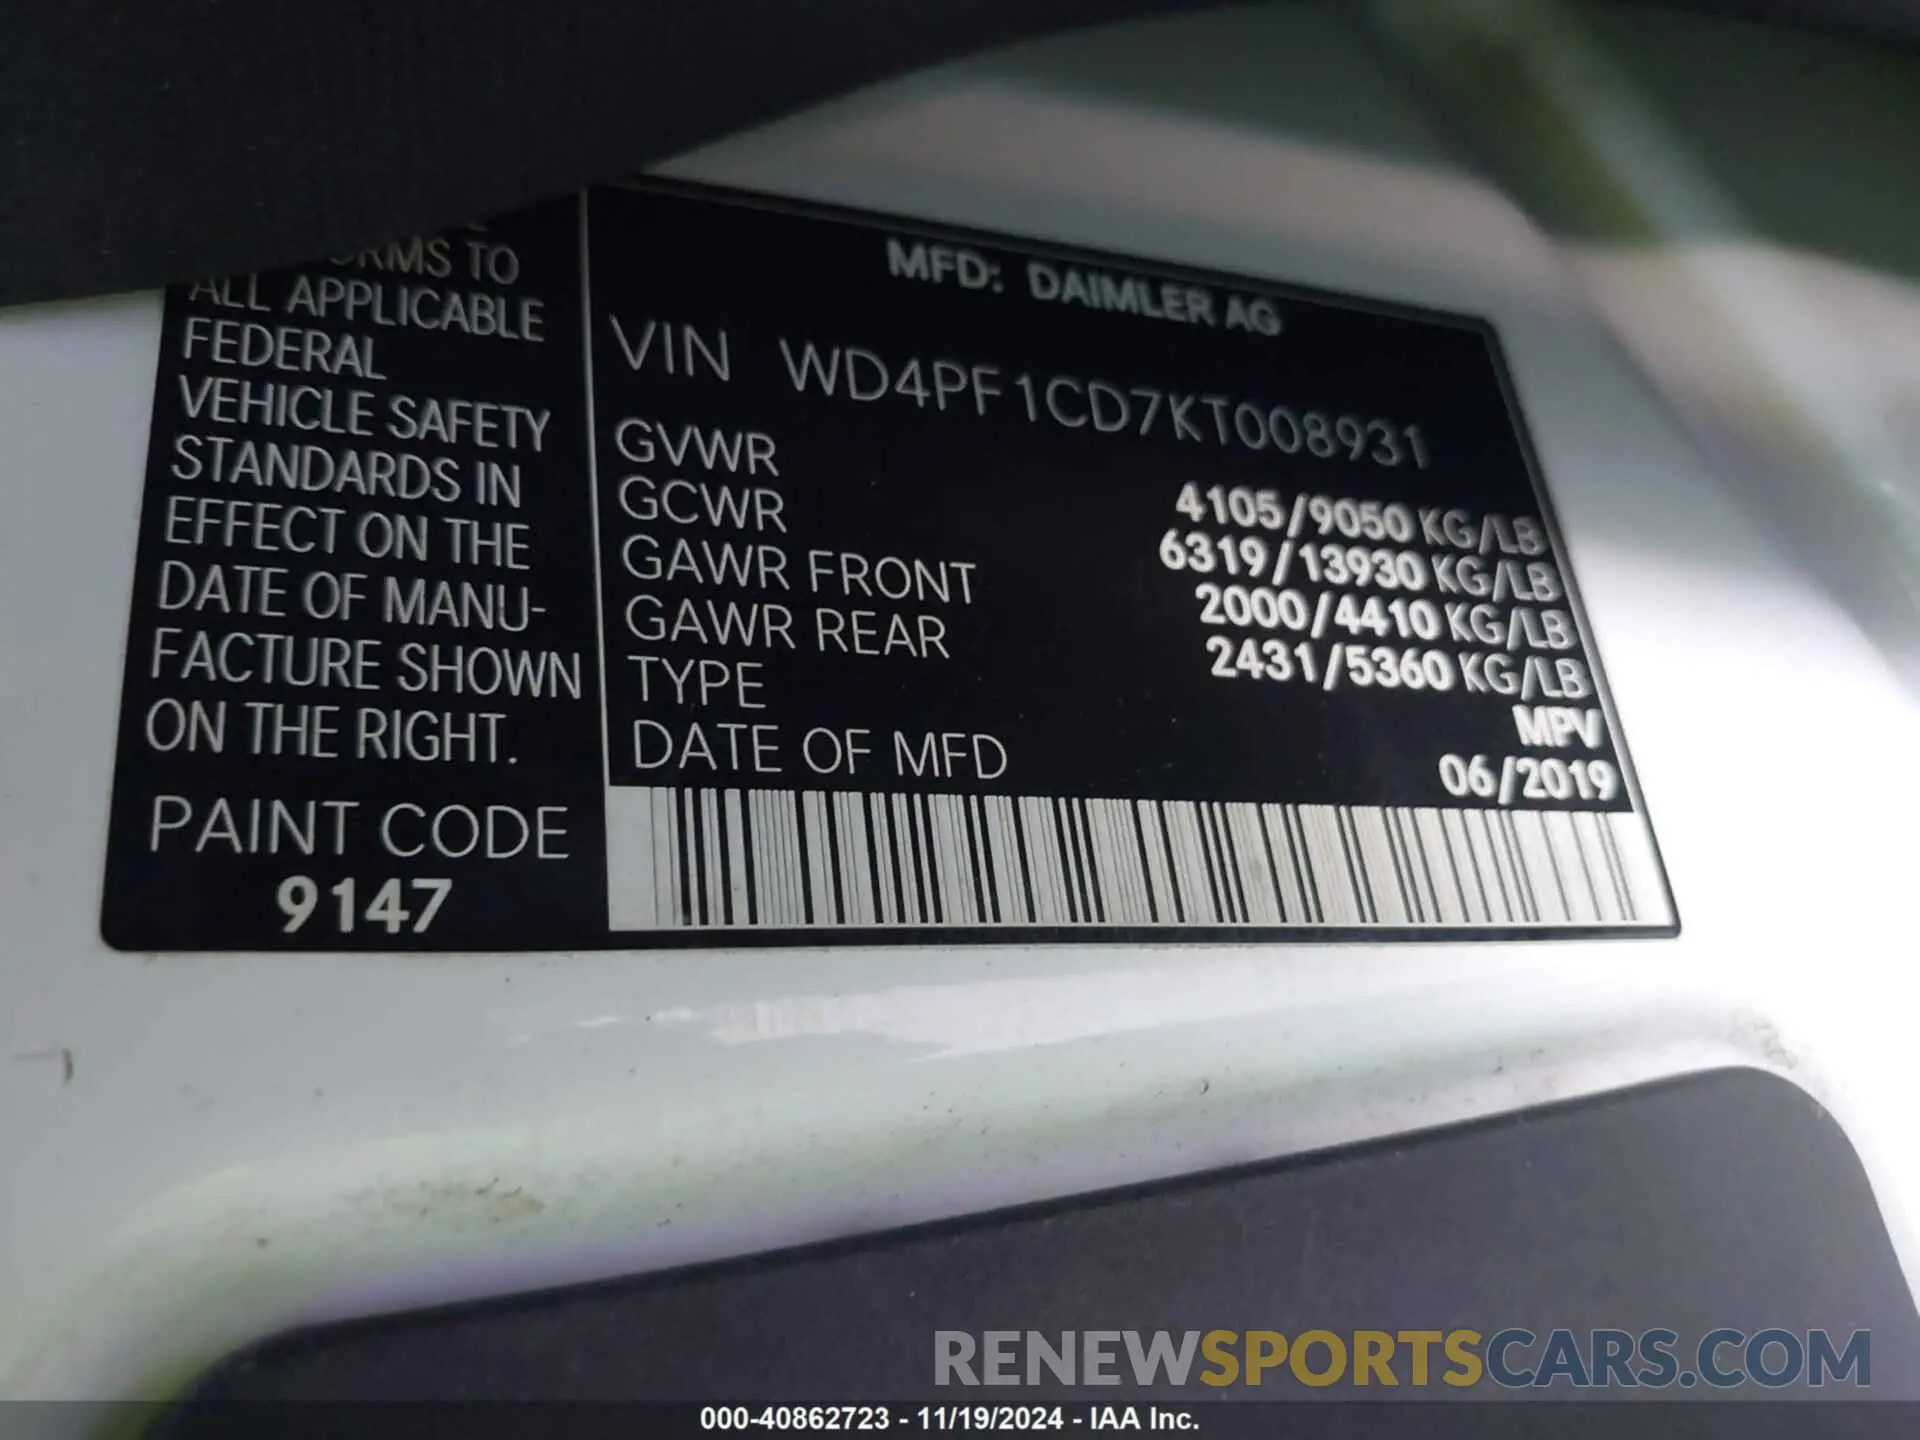 ORMS TO
ALL APPLICABLE
FEDERAL
VEHICLE SAFETY
STANDARDS IN
EFFECT ON THE
DATE OF MANU-
FACTURE SHOWN
ON THE RIGHT.
PAINT CODE
9147
MFD: DAIMLER AG
VIN WD4PF1CD7KT008931
GVWR 4105/9050 KG/LB
GCWR 6319/13930 KG/LB
GAWR FRONT 2000/4410 KG/LB
GAWR REAR 2431/5360 KG/LB
TYPE MPV
DATE OF MFD 06/2019
RENEWSPORTSCARS.COM
000-40862723 - 11/19/2024 - IAA Inc.